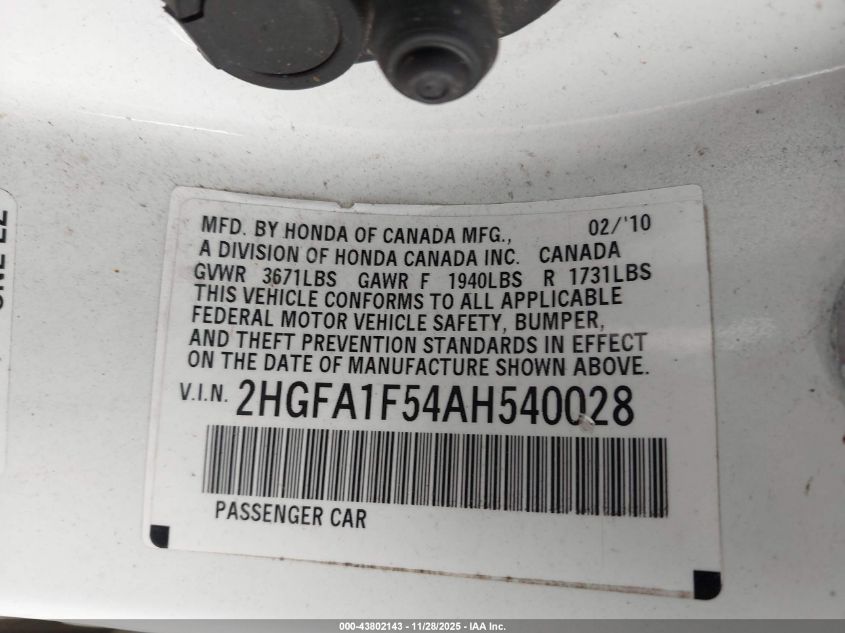 MFD. BY HONDA OF CANADA MFG., 02/'10
A DIVISION OF HONDA CANADA INC. CANADA
GVWR 3671LBS GAWR F 1940LBS R 1731LBS
THIS VEHICLE CONFORMS TO ALL APPLICABLE
FEDERAL MOTOR VEHICLE SAFETY, BUMPER,
AND THEFT PREVENTION STANDARDS IN EFFECT
ON THE DATE OF MANUFACTURE SHOWN ABOVE.
V.I.N. 2HGFA1F54AH540028
PASSENGER CAR
000-43802143 - 11/28/2025 - IAA Inc.